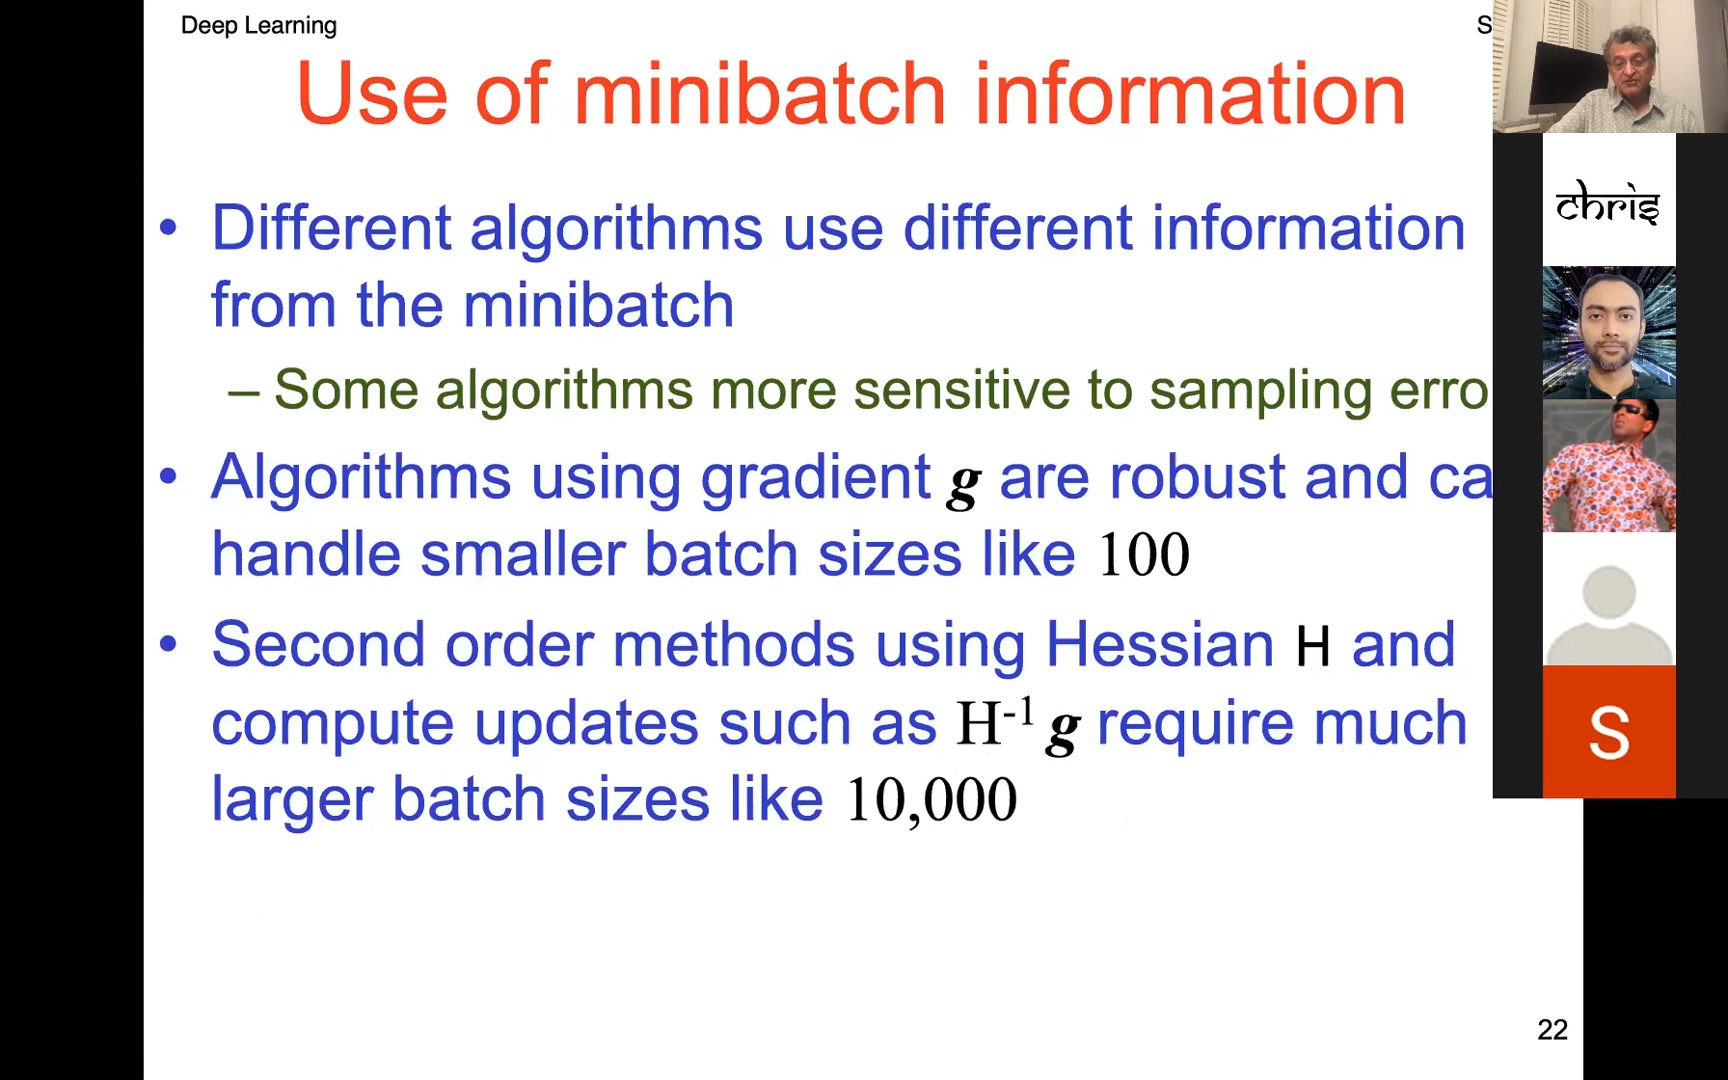 Deep Learning
S
Use of minibatch information
• Different algorithms use different information
from the minibatch
– Some algorithms more sensitive to sampling erro
• Algorithms using gradient g are robust and ca
handle smaller batch sizes like 100
• Second order methods using Hessian H and
compute updates such as H⁻¹ g require much
larger batch sizes like 10,000
22
chris
S